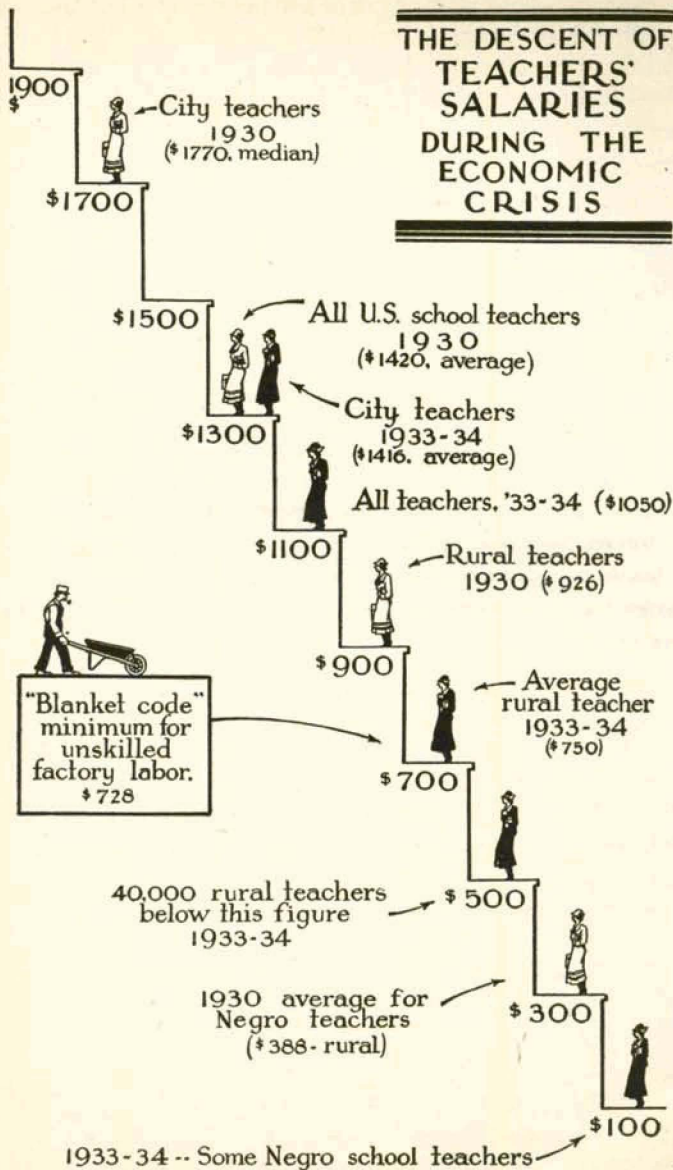 THE DESCENT OF
TEACHERS'
SALARIES
DURING THE
ECONOMIC
CRISIS
1900
$
City teachers
1930
($1770, median)
$1700
$1500
All U.S. school teachers
1930
($1420, average)
City teachers
1933-34
($1416, average)
$1300
All teachers, '33-34 ($1050)
$1100
Rural teachers
1930 ($926)
$900
"Blanket code"
minimum for
unskilled
factory labor.
$728
Average
rural teacher
1933-34
($750)
$700
40,000 rural teachers
below this figure
1933-34
$500
1930 average for
Negro teachers
($388- rural)
$300
$100
1933-34 -- Some Negro school teachers